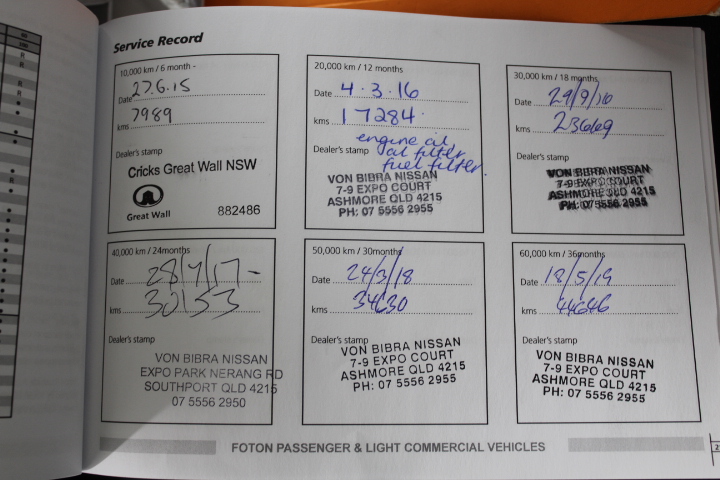 Service Record
10,000 km / 6 month -
Date 27.6.15
kms 7989
Dealer's stamp
Cricks Great Wall NSW
Great Wall
882486
20,000 km / 12 months
Date 4.3.16
kms 17284
engine oil
Dealer's stamp oil filter
fuel filter.
VON BIBRA NISSAN
7-9 EXPO COURT
ASHMORE QLD 4215
PH: 07 5556 2955
30,000 km / 18 months
Date 29/9/16
kms 23669
Dealer's stamp
VON BIBRA NISSAN
7-9 EXPO COURT
ASHMORE QLD 4215
PH: 07 5556 2955
40,000 km / 24months
Date 28/7/17-
kms 30153
Dealer's stamp
VON BIBRA NISSAN
EXPO PARK NERANG RD
SOUTHPORT QLD 4215
07 5556 2950
50,000 km / 30months
Date 24/3/18
kms 34630
Dealer's stamp
VON BIBRA NISSAN
7-9 EXPO COURT
ASHMORE QLD 4215
PH: 07 5556 2955
60,000 km / 36months
Date 18/5/19
kms 44646
Dealer's stamp
VON BIBRA NISSAN
7-9 EXPO COURT
ASHMORE QLD 4215
PH: 07 5556 2955
FOTON PASSENGER & LIGHT COMMERCIAL VEHICLES